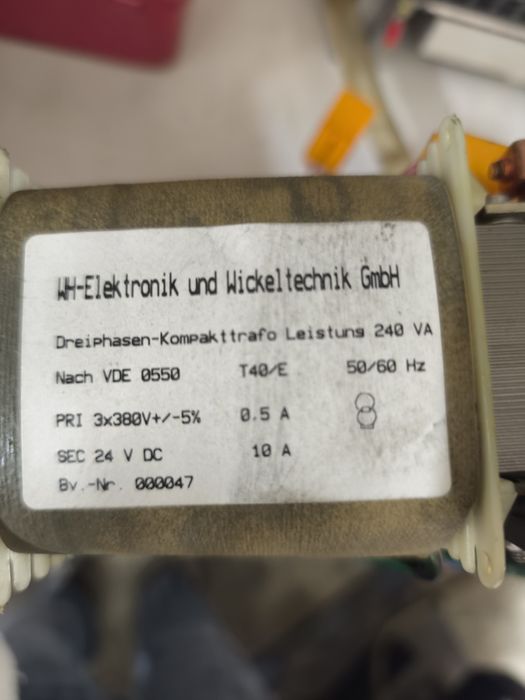 WH-Elektronik und Wickeltechnik GmbH
Dreiphasen-Kompakttrafo Leistung 240 VA
Nach VDE 0550 T40/E 50/60 Hz
PRI 3x380V+/-5% 0.5 A
SEC 24 V DC 10 A
Bv.-Nr. 000047